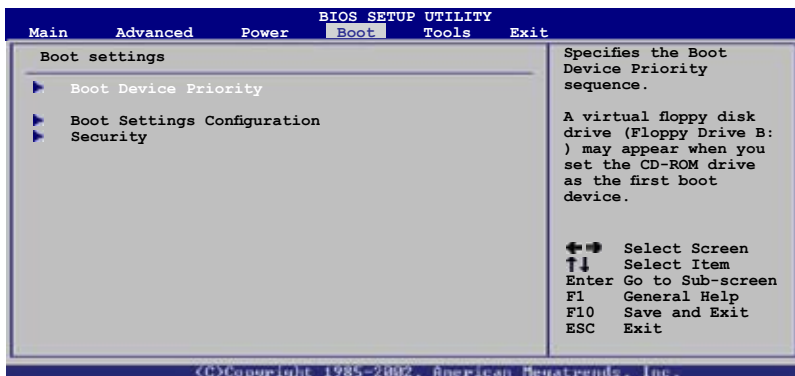 BIOS SETUP UTILITY
Main Advanced Power Boot Tools Exit
Boot settings
Boot Device Priority
Boot Settings Configuration
Security
Specifies the Boot
Device Priority
sequence.
A virtual floppy disk
drive (Floppy Drive B:
) may appear when you
set the CD-ROM drive
as the first boot
device.
Select Screen
Select Item
Enter Go to Sub-screen
F1 General Help
F10 Save and Exit
ESC Exit
(C)Copyright 1985-2002, American Megatrends, Inc.